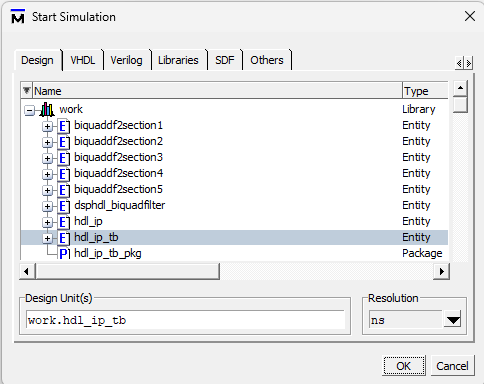 Start Simulation
Design VHDL Verilog Libraries SDF Others
Name Type
work Library
biquaddf2section1 Entity
biquaddf2section2 Entity
biquaddf2section3 Entity
biquaddf2section4 Entity
biquaddf2section5 Entity
dsphdl_biquadfilter Entity
hdl_ip Entity
hdl_ip_tb Entity
hdl_ip_tb_pkg Package
Design Unit(s) Resolution
work.hdl_ip_tb ns
OK Cancel